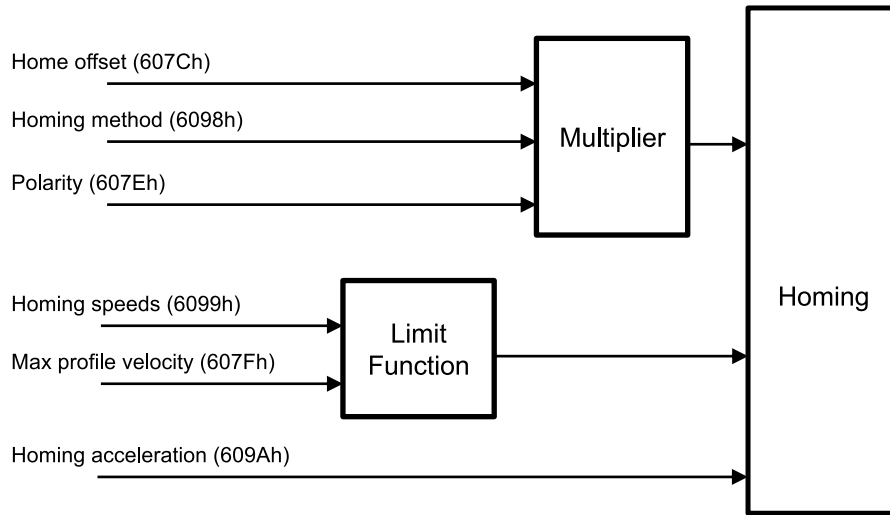 Home offset (607Ch)
Homing method (6098h)
Polarity (607Eh)
Multiplier
Homing speeds (6099h)
Max profile velocity (607Fh)
Limit
Function
Homing
Homing acceleration (609Ah)